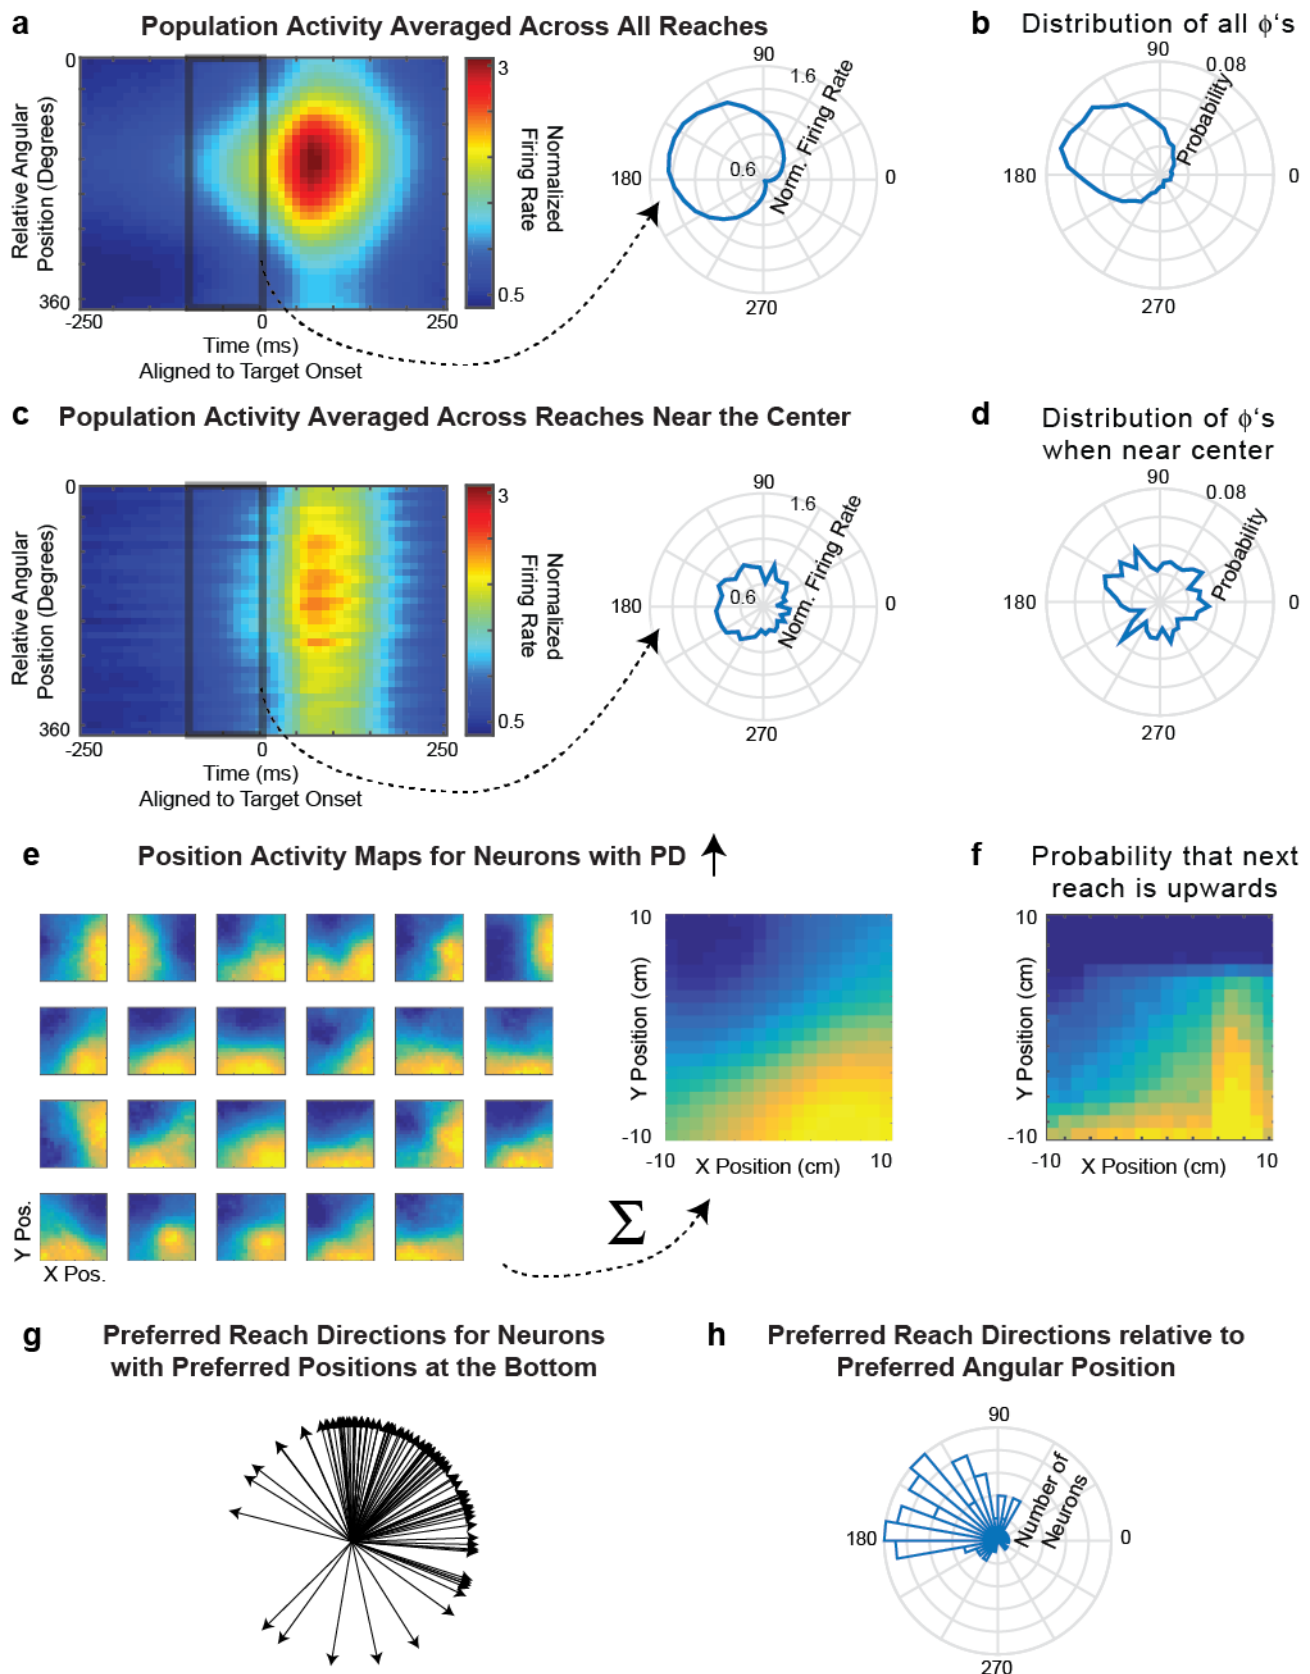 a Population Activity Averaged Across All Reaches
0
360
Relative Angular
Position (Degrees)
-250
0
250
Time (ms)
Aligned to Target Onset
3
0.5
Normalized
Firing Rate
90
180
0
270
0.6
1.6
Norm. Firing Rate
b Distribution of all ϕ's
90
180
0
270
0.08
Probability
c Population Activity Averaged Across Reaches Near the Center
0
360
Relative Angular
Position (Degrees)
-250
0
250
Time (ms)
Aligned to Target Onset
3
0.5
Normalized
Firing Rate
90
180
0
270
0.6
1.6
Norm. Firing Rate
d Distribution of ϕ's
when near center
90
180
0
270
0.08
Probability
e Position Activity Maps for Neurons with PD ↑
Y Pos.
X Pos.
Σ
10
-10
Y Position (cm)
-10
10
X Position (cm)
f Probability that next
reach is upwards
10
-10
Y Position (cm)
-10
10
X Position (cm)
g Preferred Reach Directions for Neurons
with Preferred Positions at the Bottom
h Preferred Reach Directions relative to
Preferred Angular Position
90
180
0
270
Number of
Neurons